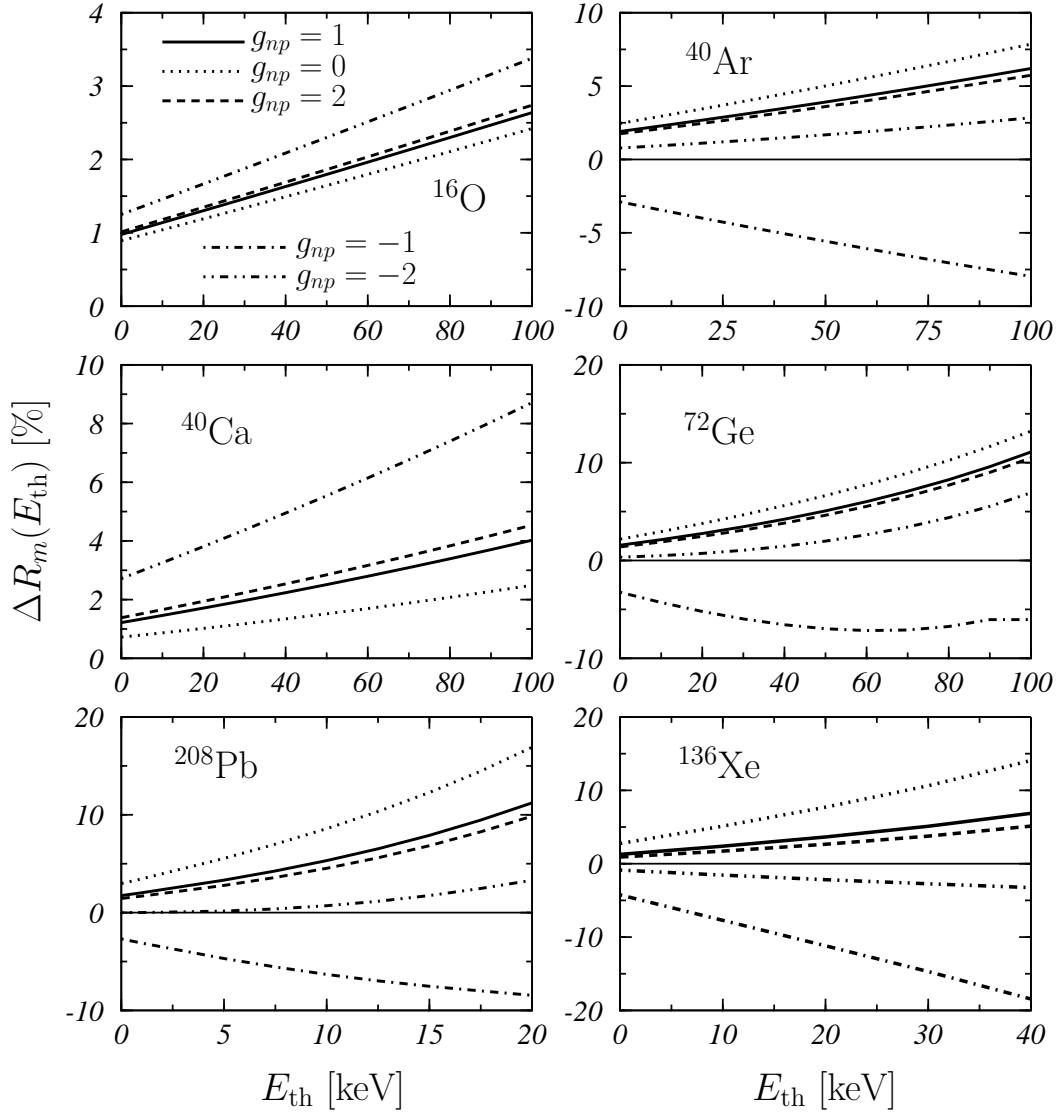 ΔR_m(E_th) [%]
4
3
2
1
0
0 20 40 60 80 100
g_np = 1
g_np = 0
g_np = 2
^16O
g_np = −1
g_np = −2
10
5
0
-5
-10
0 25 50 75 100
^40Ar
10
8
6
4
2
0
0 20 40 60 80 100
^40Ca
20
10
0
-10
0 20 40 60 80 100
^72Ge
20
10
0
-10
0 5 10 15 20
^208Pb
E_th [keV]
20
10
0
-10
-20
0 10 20 30 40
^136Xe
E_th [keV]